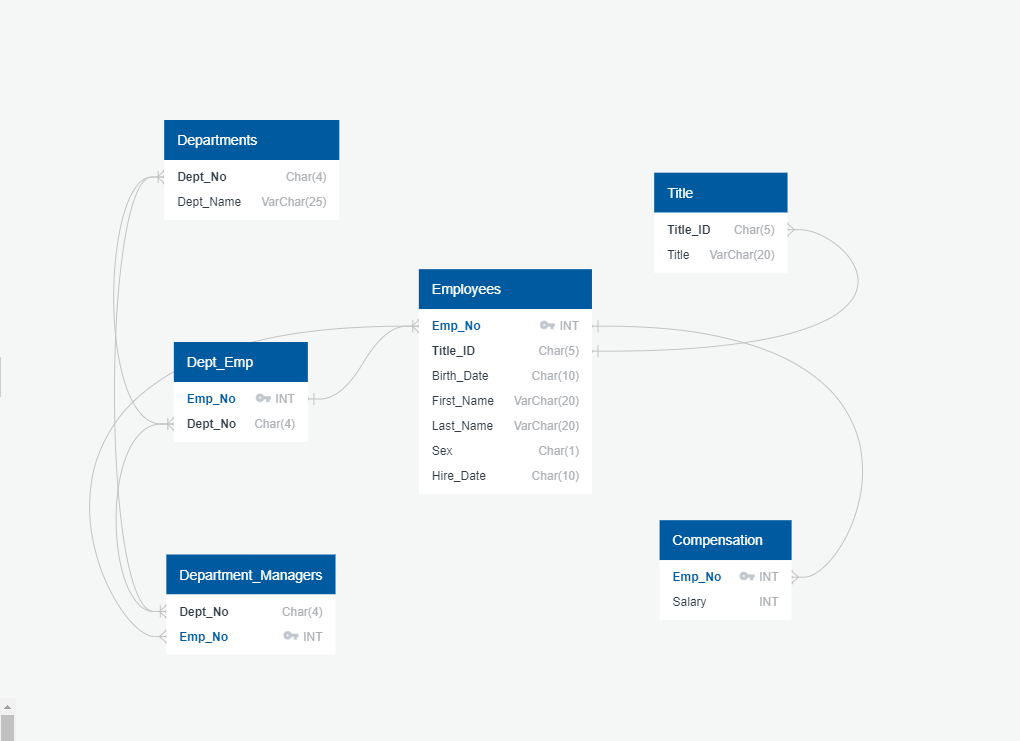 Departments
Dept_No Char(4)
Dept_Name VarChar(25)
Title
Title_ID Char(5)
Title VarChar(20)
Employees
Emp_No INT
Title_ID Char(5)
Birth_Date Char(10)
First_Name VarChar(20)
Last_Name VarChar(20)
Sex Char(1)
Hire_Date Char(10)
Dept_Emp
Emp_No INT
Dept_No Char(4)
Department_Managers
Dept_No Char(4)
Emp_No INT
Compensation
Emp_No INT
Salary INT